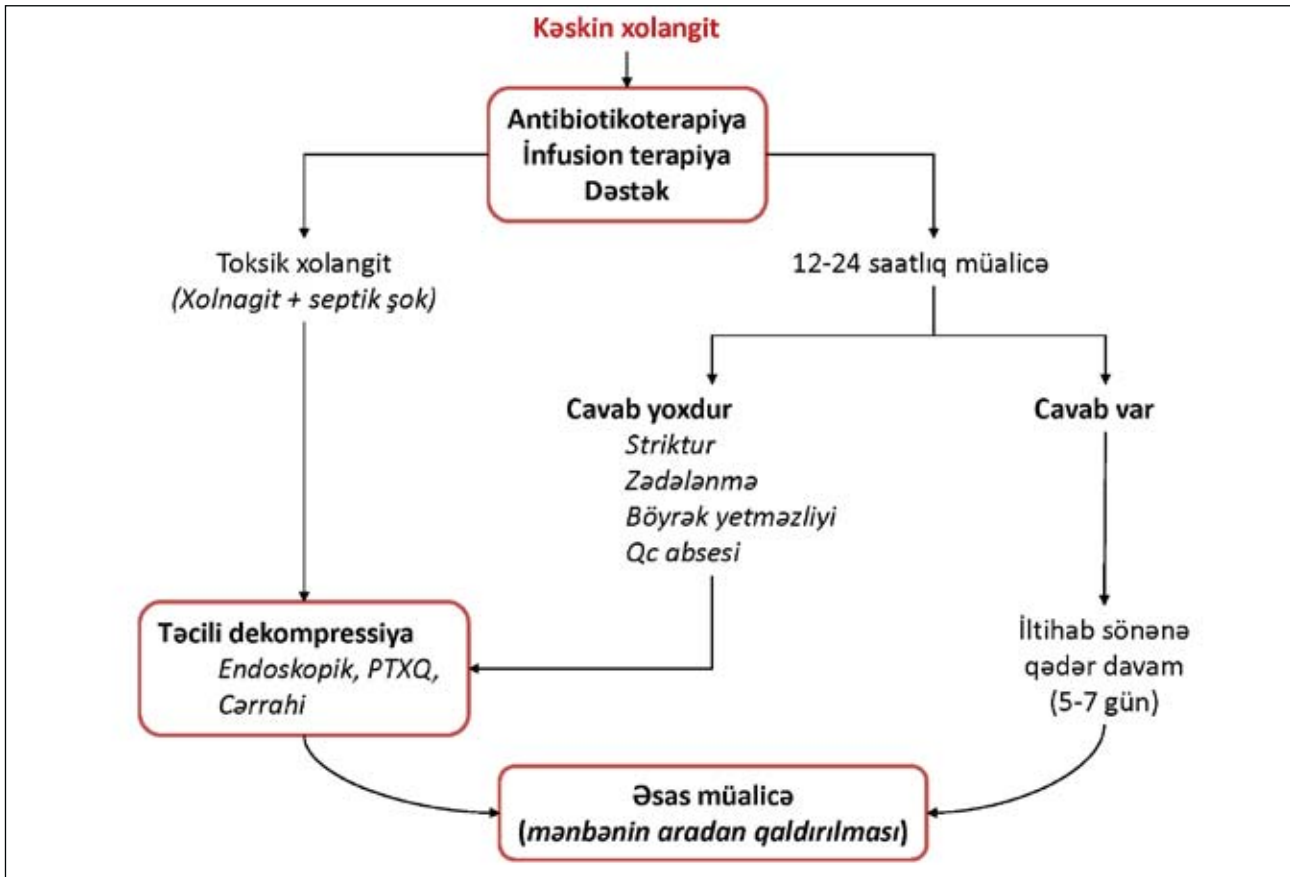 Kəskin xolangit
Antibiotikoterapiya
İnfusion terapiya
Dəstək
Toksik xolangit
(Xolnagit + septik şok)
12-24 saatlıq müalicə
Cavab yoxdur
Striktur
Zədələnmə
Böyrək yetməzliyi
Qc absesi
Cavab var
Təcili dekompressiya
Endoskopik, PTXQ,
Cərrahi
İltihab sönənə
qədər davam
(5-7 gün)
Əsas müalicə
(mənbənin aradan qaldırılması)